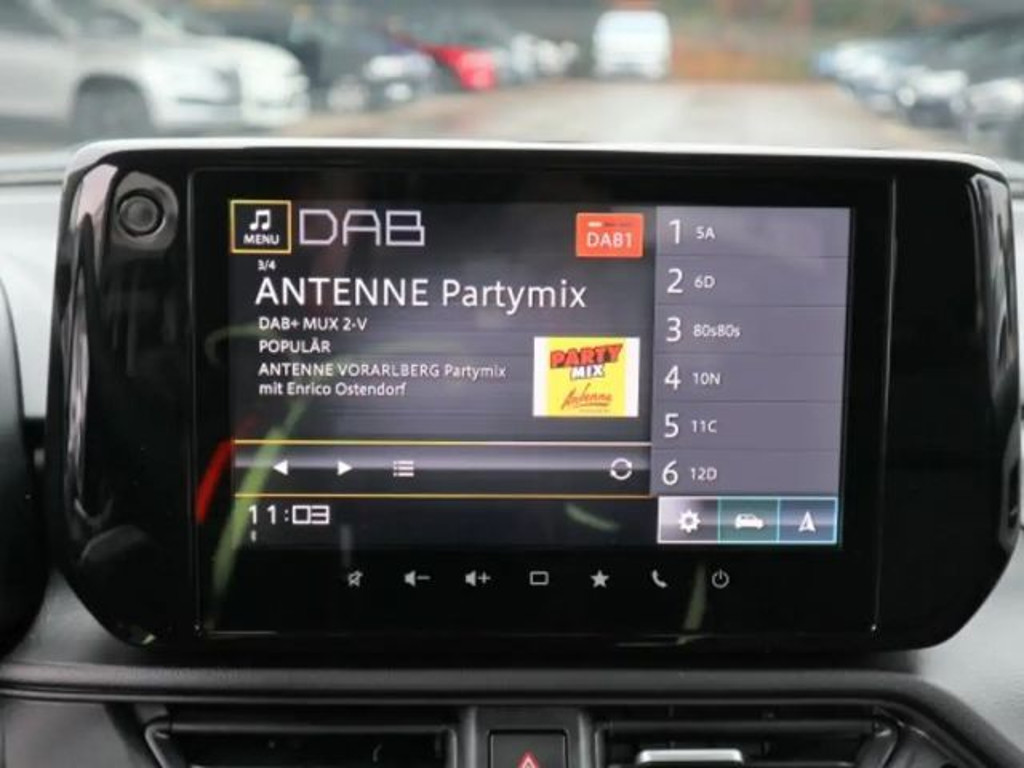 MENU
DAB
DAB1
3/4
ANTENNE Partymix
DAB+ MUX 2-V
POPULÄR
ANTENNE VORARLBERG Partymix
mit Enrico Ostendorf
PARTY
MIX
Antenne
1 5A
2 6D
3 80s80s
4 10N
5 11C
6 12D
11:03